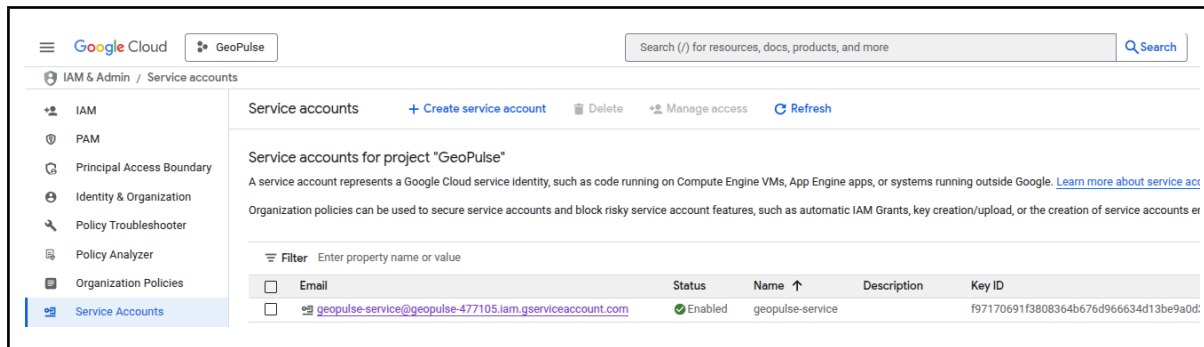 Google Cloud GeoPulse Search (/) for resources, docs, products, and more Search
IAM & Admin / Service accounts
IAM
PAM
Principal Access Boundary
Identity & Organization
Policy Troubleshooter
Policy Analyzer
Organization Policies
Service Accounts
Service accounts + Create service account Delete Manage access Refresh
Service accounts for project "GeoPulse"
A service account represents a Google Cloud service identity, such as code running on Compute Engine VMs, App Engine apps, or systems running outside Google. Learn more about service acc
Organization policies can be used to secure service accounts and block risky service account features, such as automatic IAM Grants, key creation/upload, or the creation of service accounts e
Filter Enter property name or value
Email Status Name ↑ Description Key ID
geopulse-service@geopulse-477105.iam.gserviceaccount.com Enabled geopulse-service f97170691f3808364b676d966634d13be9a0d